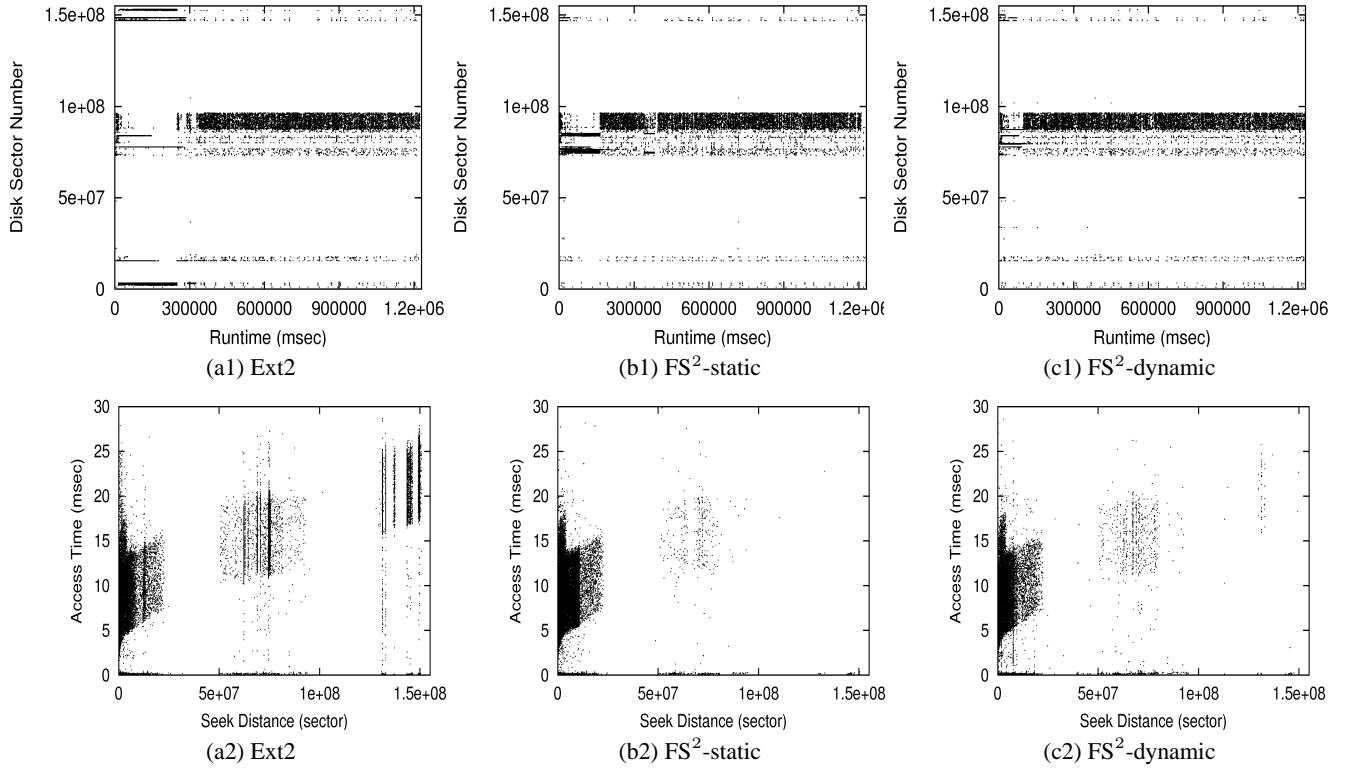 1.5e+08
1e+08
5e+07
0
Disk Sector Number
0 300000 600000 900000 1.2e+06
Runtime (msec)
(a1) Ext2
1.5e+08
1e+08
5e+07
0
Disk Sector Number
0 300000 600000 900000 1.2e+0
Runtime (msec)
(b1) FS²-static
1.5e+08
1e+08
5e+07
0
Disk Sector Number
0 300000 600000 900000 1.2e+06
Runtime (msec)
(c1) FS²-dynamic
30
25
20
15
10
5
0
Access Time (msec)
0 5e+07 1e+08 1.5e+08
Seek Distance (sector)
(a2) Ext2
30
25
20
15
10
5
0
Access Time (msec)
0 5e+07 1e+08 1.5e+08
Seek Distance (sector)
(b2) FS²-static
30
25
20
15
10
5
0
Access Time (msec)
0 5e+07 1e+08 1.5e+08
Seek Distance (sector)
(c2) FS²-dynamic